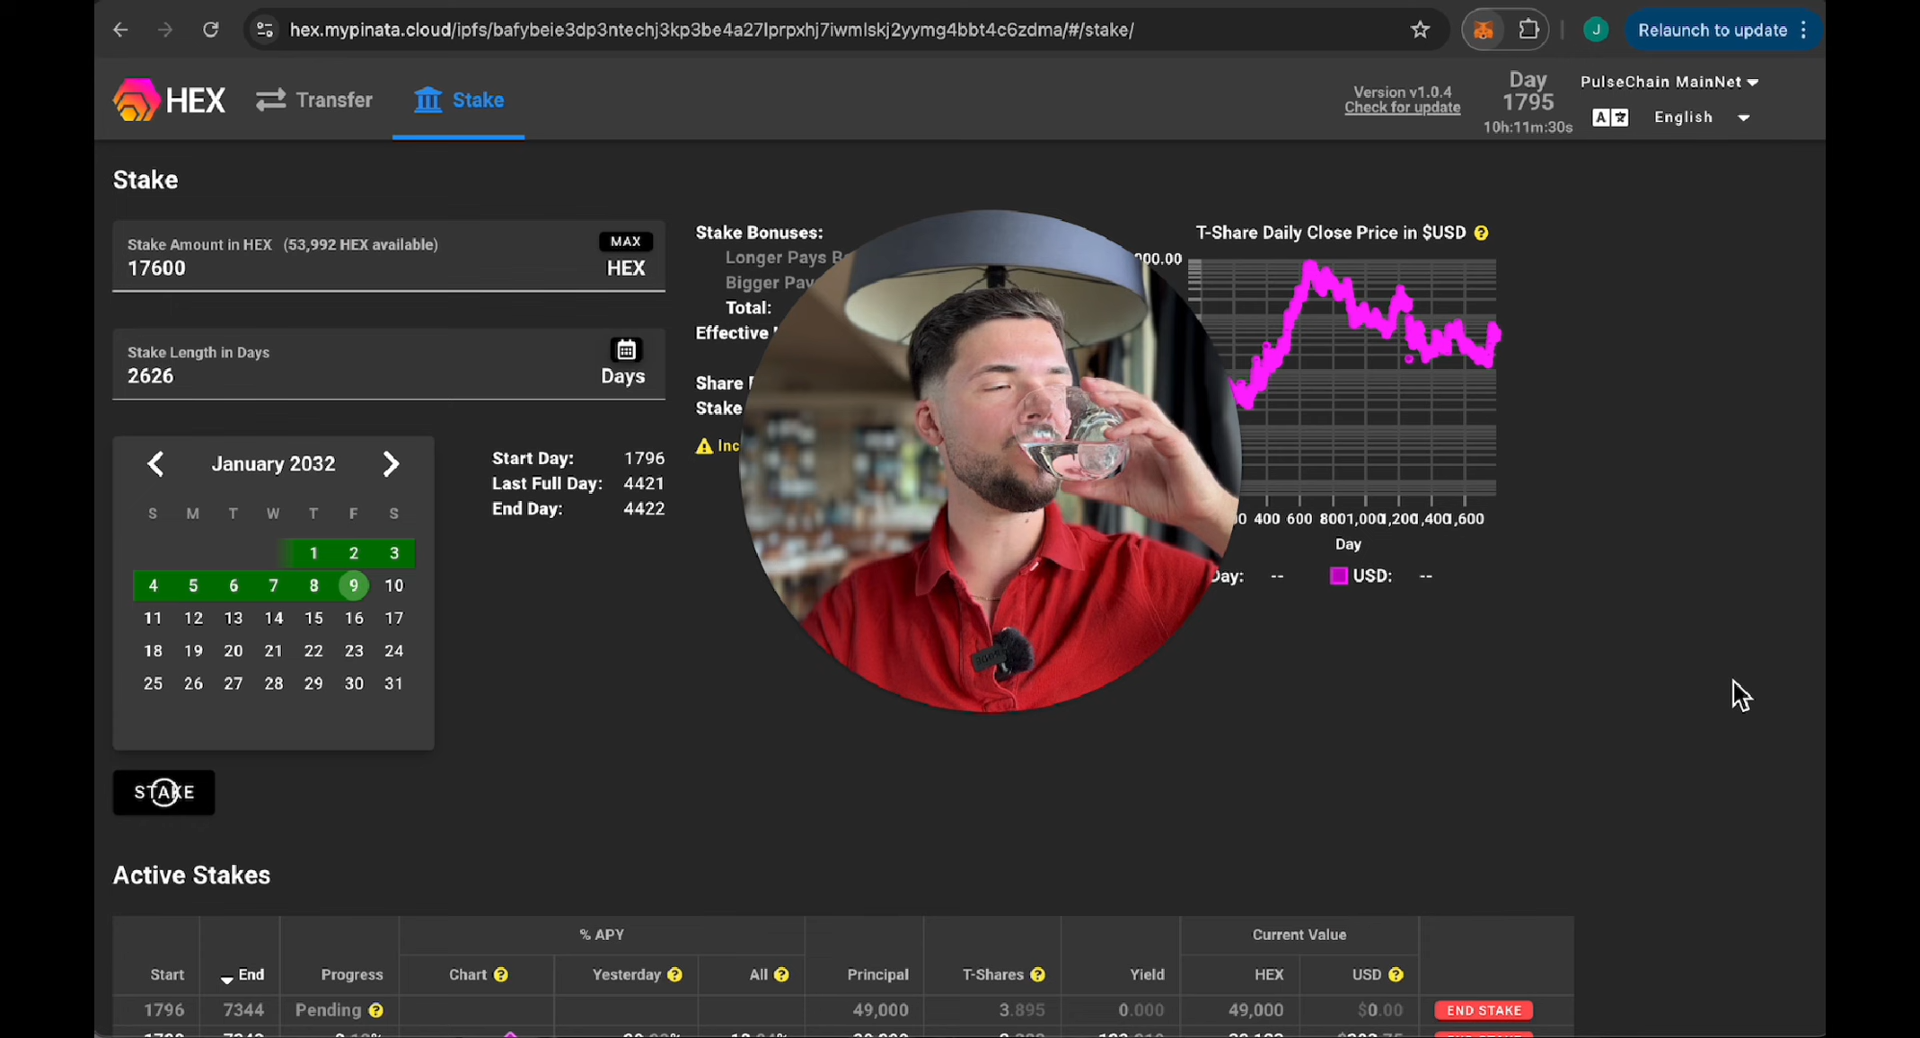 hex.mypinata.cloud/ipfs/bafybeie3dp3ntechj3kp3be4a27lprpxhj7iwmlskj2yymg4bbt4c6zdma/#/stake/
J
Relaunch to update
HEX
Transfer
Stake
Version v1.0.4
Check for update
Day
1795
10h:11m:30s
PulseChain MainNet
English
Stake
Stake Amount in HEX (53,992 HEX available)
MAX
17600
HEX
Stake Length in Days
2626
Days
January 2032
S M T W T F S
1 2 3
4 5 6 7 8 9 10
11 12 13 14 15 16 17
18 19 20 21 22 23 24
25 26 27 28 29 30 31
Start Day: 1796
Last Full Day: 4421
End Day: 4422
Stake Bonuses:
Longer Pays
Bigger
Total:
Effective
Share
Stake
T-Share Daily Close Price in $USD ?
400 600 800 1,000 1,200 1,400 1,600
Day
Day: --
USD: --
STAKE
Active Stakes
% APY
Current Value
Start End Progress Chart ? Yesterday ? All ? Principal T-Shares ? Yield HEX USD ?
1796 7344 Pending ? 49,000 3.895 0.000 49,000 $0.00 END STAKE